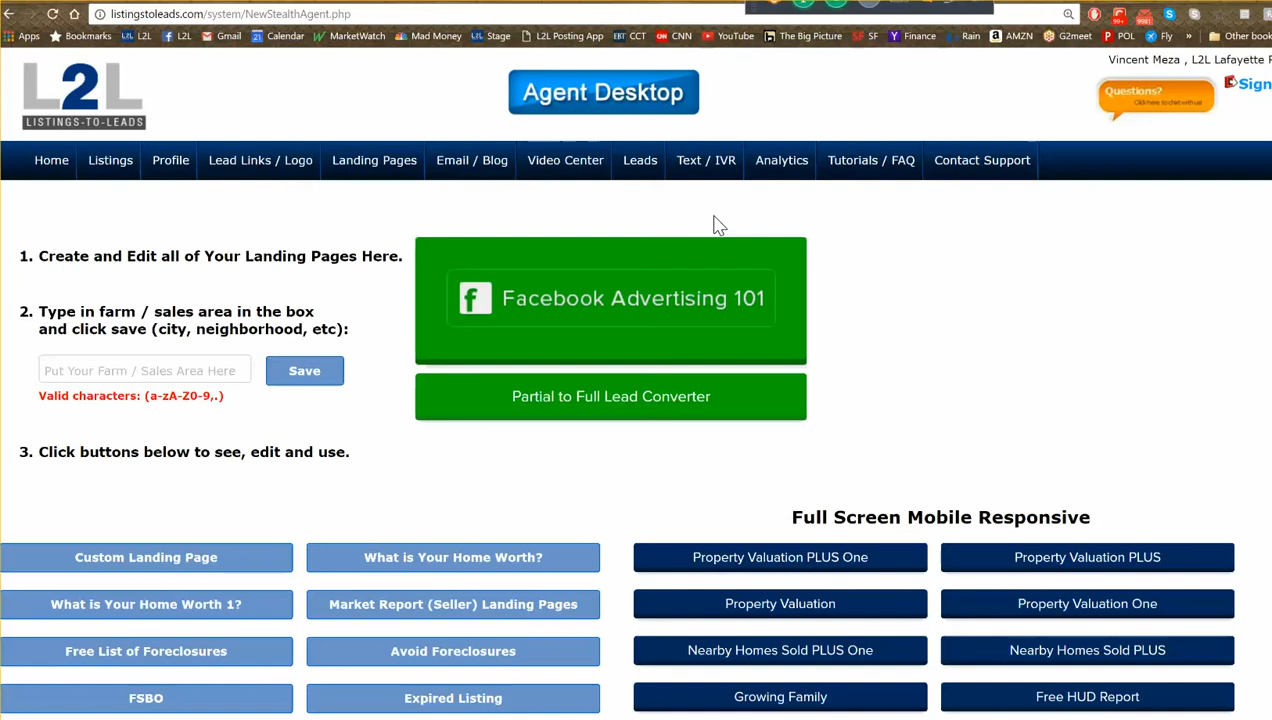 listingstoleads.com/system/NewStealthAgent.php
Apps Bookmarks L2L L2L Gmail Calendar MarketWatch Mad Money Stage L2L Posting App EBT CCT CNN YouTube The Big Picture SF SF Finance Rain a AMZN G2meet P POL Fly » Other book
Vincent Meza , L2L Lafayette
L2L
LISTINGS-TO-LEADS
Agent Desktop
Questions?
Click here to chat with us!
Sign
Home Listings Profile Lead Links / Logo Landing Pages Email / Blog Video Center Leads Text / IVR Analytics Tutorials / FAQ Contact Support
1. Create and Edit all of Your Landing Pages Here.
f Facebook Advertising 101
2. Type in farm / sales area in the box
and click save (city, neighborhood, etc):
Put Your Farm / Sales Area Here Save
Valid characters: (a-zA-Z0-9,.)
Partial to Full Lead Converter
3. Click buttons below to see, edit and use.
Full Screen Mobile Responsive
Custom Landing Page What is Your Home Worth? Property Valuation PLUS One Property Valuation PLUS
What is Your Home Worth 1? Market Report (Seller) Landing Pages Property Valuation Property Valuation One
Free List of Foreclosures Avoid Foreclosures Nearby Homes Sold PLUS One Nearby Homes Sold PLUS
FSBO Expired Listing Growing Family Free HUD Report